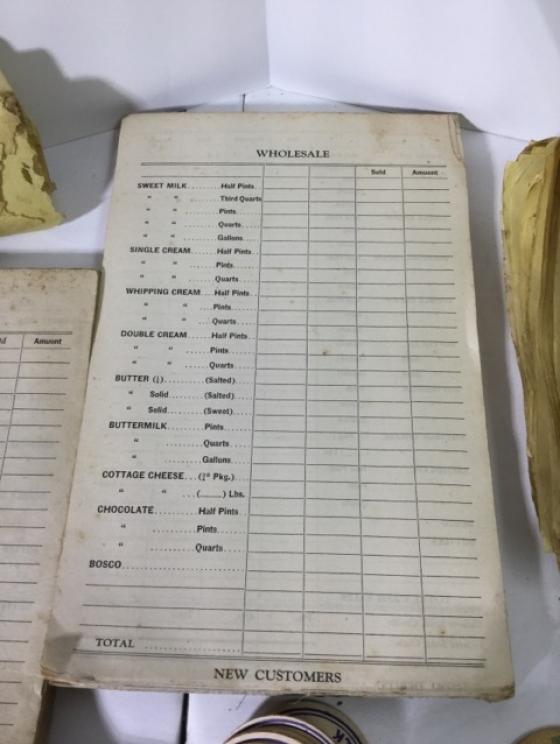 WHOLESALE
Sold Amount
SWEET MILK........Half Pints
" " ........Third Quarts
" " ........Pints
" " ........Quarts
" " ........Gallons
SINGLE CREAM........Half Pints
" " ........Pints
" " ........Quarts
WHIPPING CREAM....Half Pints
" " ....Pints
" " ....Quarts
DOUBLE CREAM........Half Pints
" " ........Pints
" " ........Quarts
BUTTER (¼)..........(Salted)
" Solid..........(Salted)
" Solid..........(Sweet)
BUTTERMILK..........Pints
" Quarts
" Gallons
COTTAGE CHEESE... Pkg.)
" " ...(........) Lbs.
CHOCOLATE............Half Pints
" ............Pints
" ............Quarts
BOSCO
TOTAL
NEW CUSTOMERS
Amount